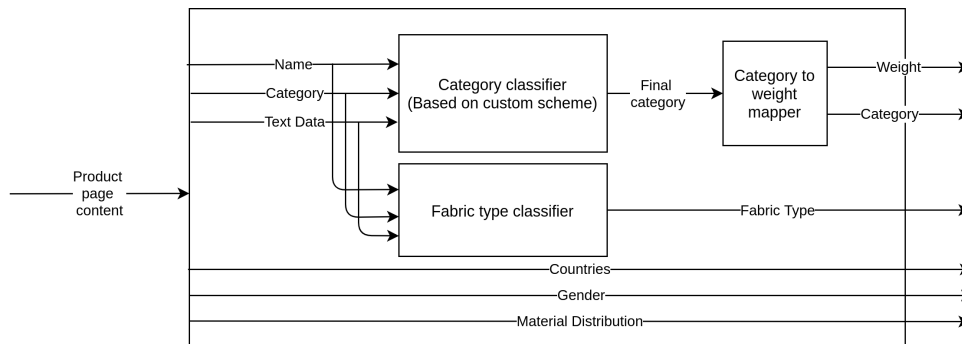 Name
Category
Text Data
Category classifier
(Based on custom scheme)
Final
category
Category to
weight
mapper
Weight
Category
Product
page
content
Fabric type classifier
Fabric Type
Countries
Gender
Material Distribution